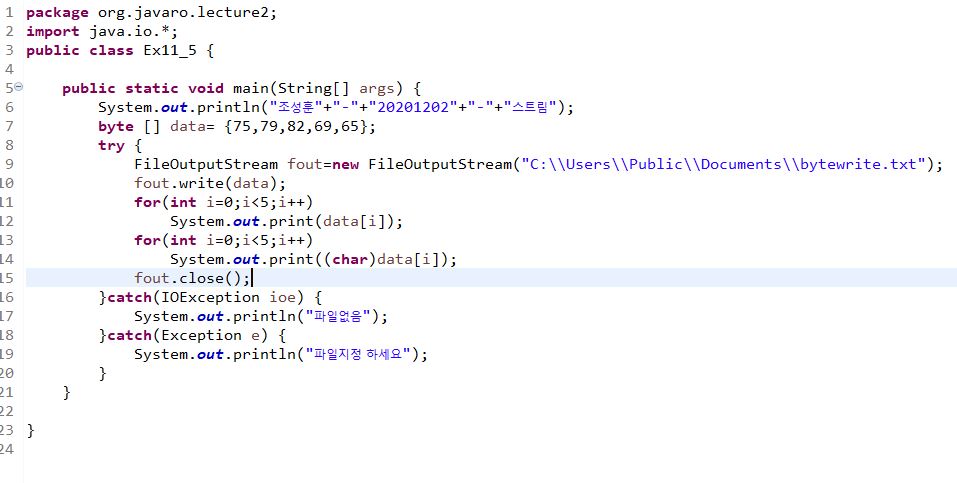 1 package org.javaro.lecture2;
2 import java.io.*;
3 public class Ex11_5 {
4
5 public static void main(String[] args) {
6 System.out.println("조성훈"+"-"+"20201202"+"-"+"스트림");
7 byte [] data= {75,79,82,69,65};
8 try {
9 FileOutputStream fout=new FileOutputStream("C:\\Users\\Public\\Documents\\bytewrite.txt");
10 fout.write(data);
11 for(int i=0;i<5;i++)
12 System.out.print(data[i]);
13 for(int i=0;i<5;i++)
14 System.out.print((char)data[i]);
15 fout.close();
16 }catch(IOException ioe) {
17 System.out.println("파일없음");
18 }catch(Exception e) {
19 System.out.println("파일지정 하세요");
20 }
21 }
22
23 }
24